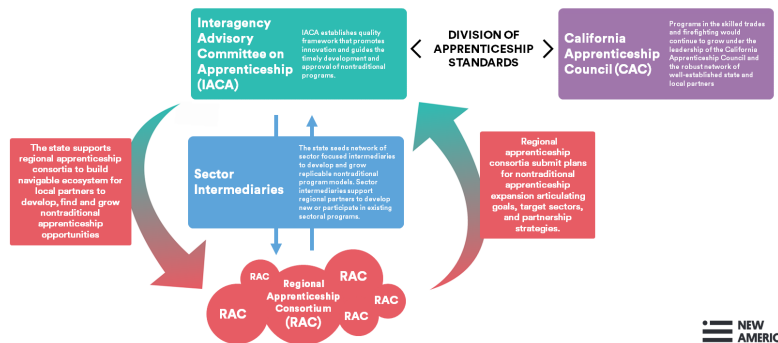 Interagency
Advisory
Committee on
Apprenticeship
(IACA)
IACA establishes quality
framework that promotes
innovation and guides the
timely development and
approval of nontraditional
programs.
DIVISION OF
APPRENTICESHIP
STANDARDS
California
Apprenticeship
Council (CAC)
Programs in the skilled trades
and firefighting would
continue to grow under the
leadership of the California
Apprenticeship Council and
the robust network of
well-established state and
local partners
The state supports
regional apprenticeship
consortia to build
navigable ecosystem for
local partners to
develop, find and grow
nontraditional
apprenticeship
opportunities
Sector
Intermediaries
The state seeds network of
sector focused intermediaries
to develop and grow
replicable nontraditional
program models. Sector
intermediaries support
regional partners to develop
new or participate in existing
sectoral programs.
Regional
apprenticeship
consortia submit plans
for nontraditional
apprenticeship
expansion articulating
goals, target sectors,
and partnership
strategies.
RAC
RAC
RAC
RAC
RAC
Regional
Apprenticeship
Consortium
(RAC)
NEW
AMERIC